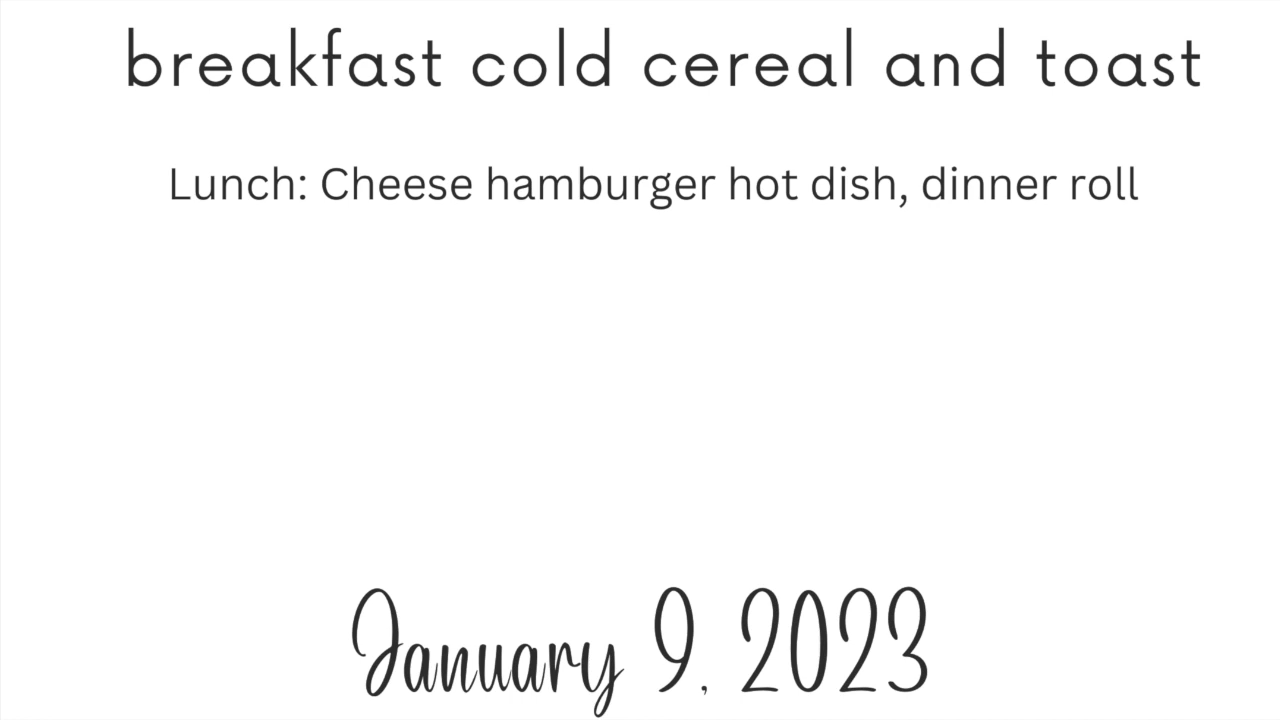 breakfast cold cereal and toast
Lunch: Cheese hamburger hot dish, dinner roll
January 9, 2023